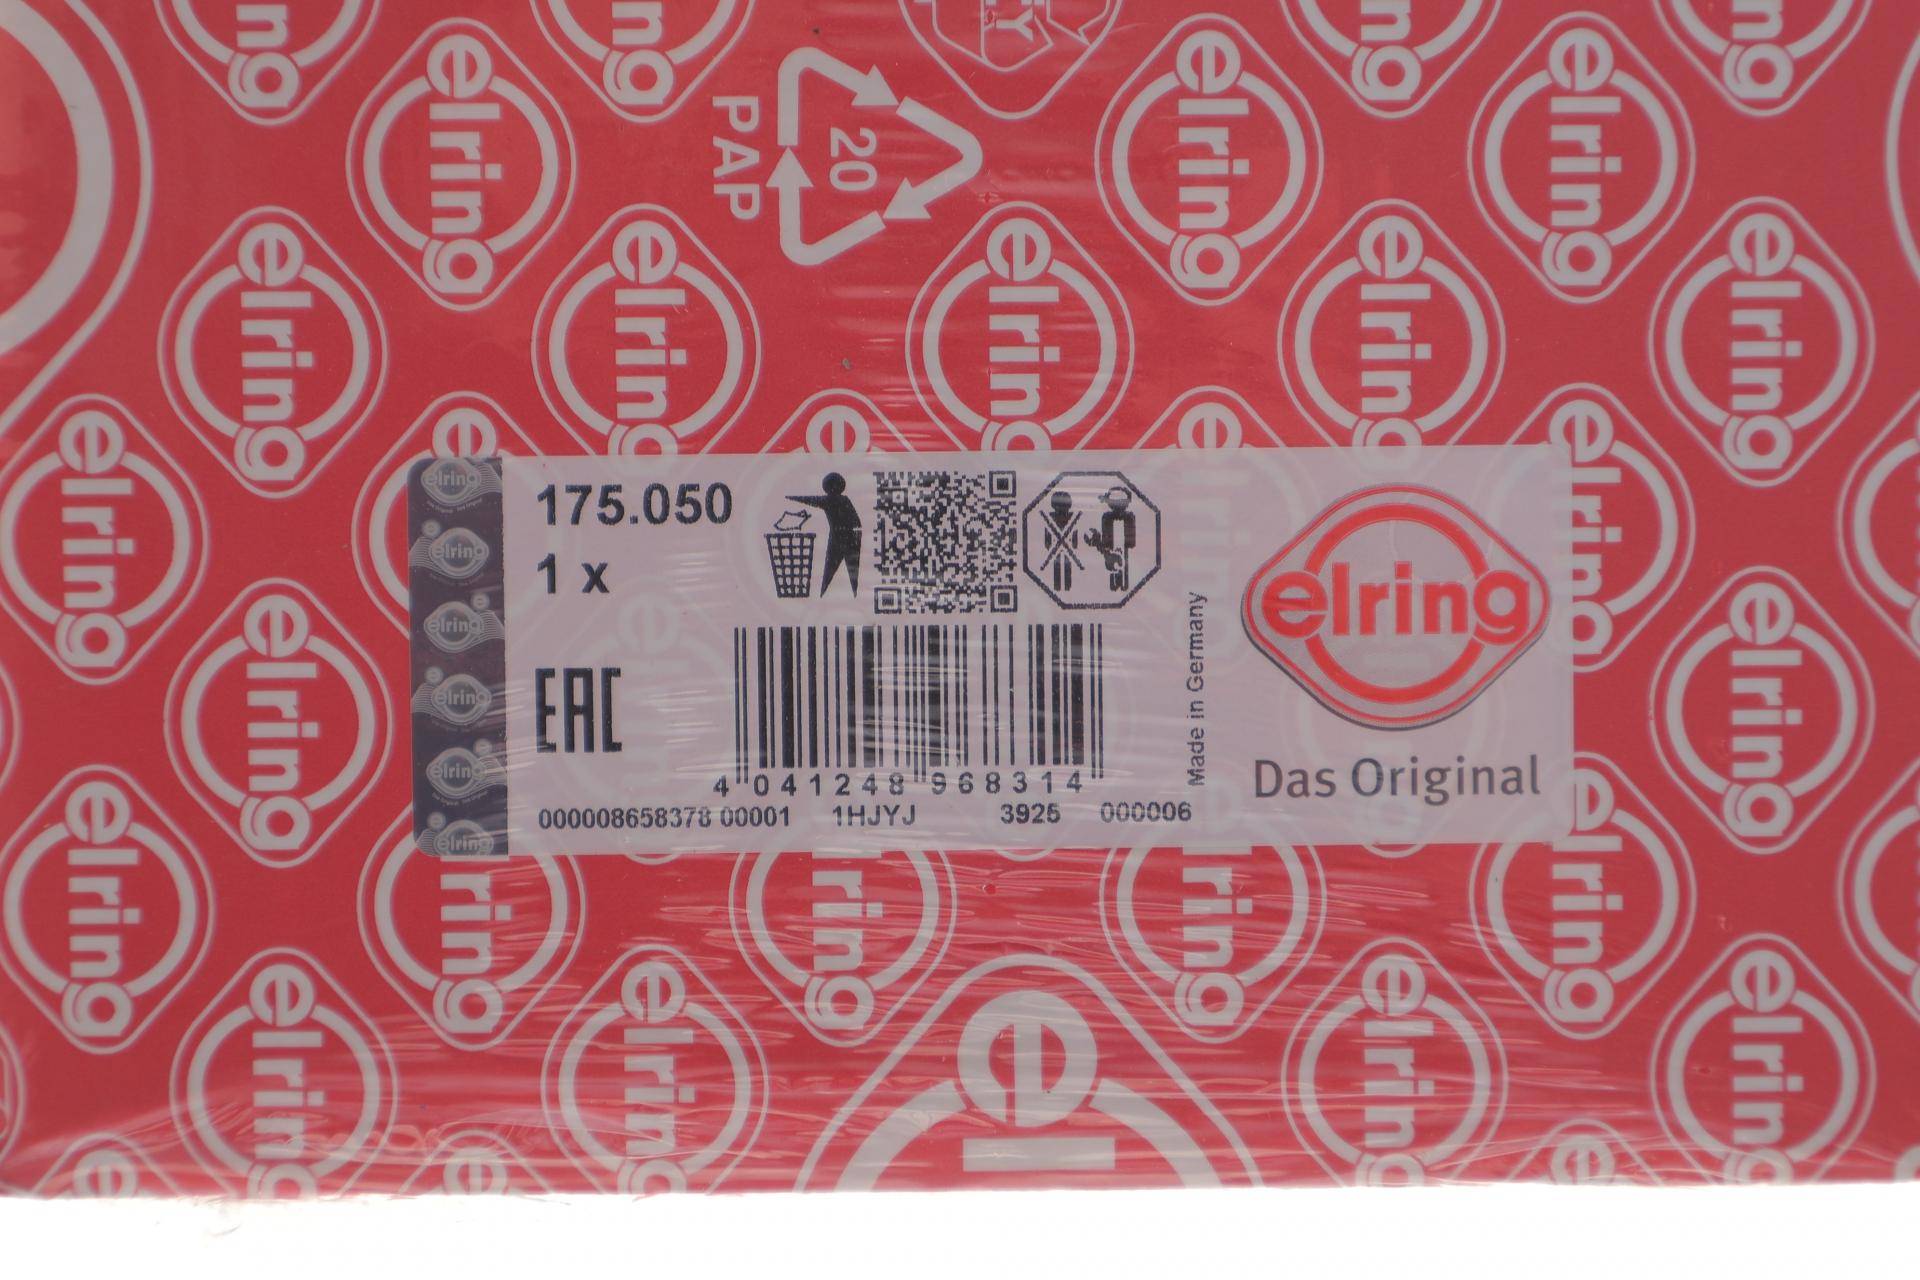 PAP
20
175.050
1 x
EAC
4 041248 968314
000008658378 00001 1HJYJ 3925 000006
Made in Germany
elring
Das Original